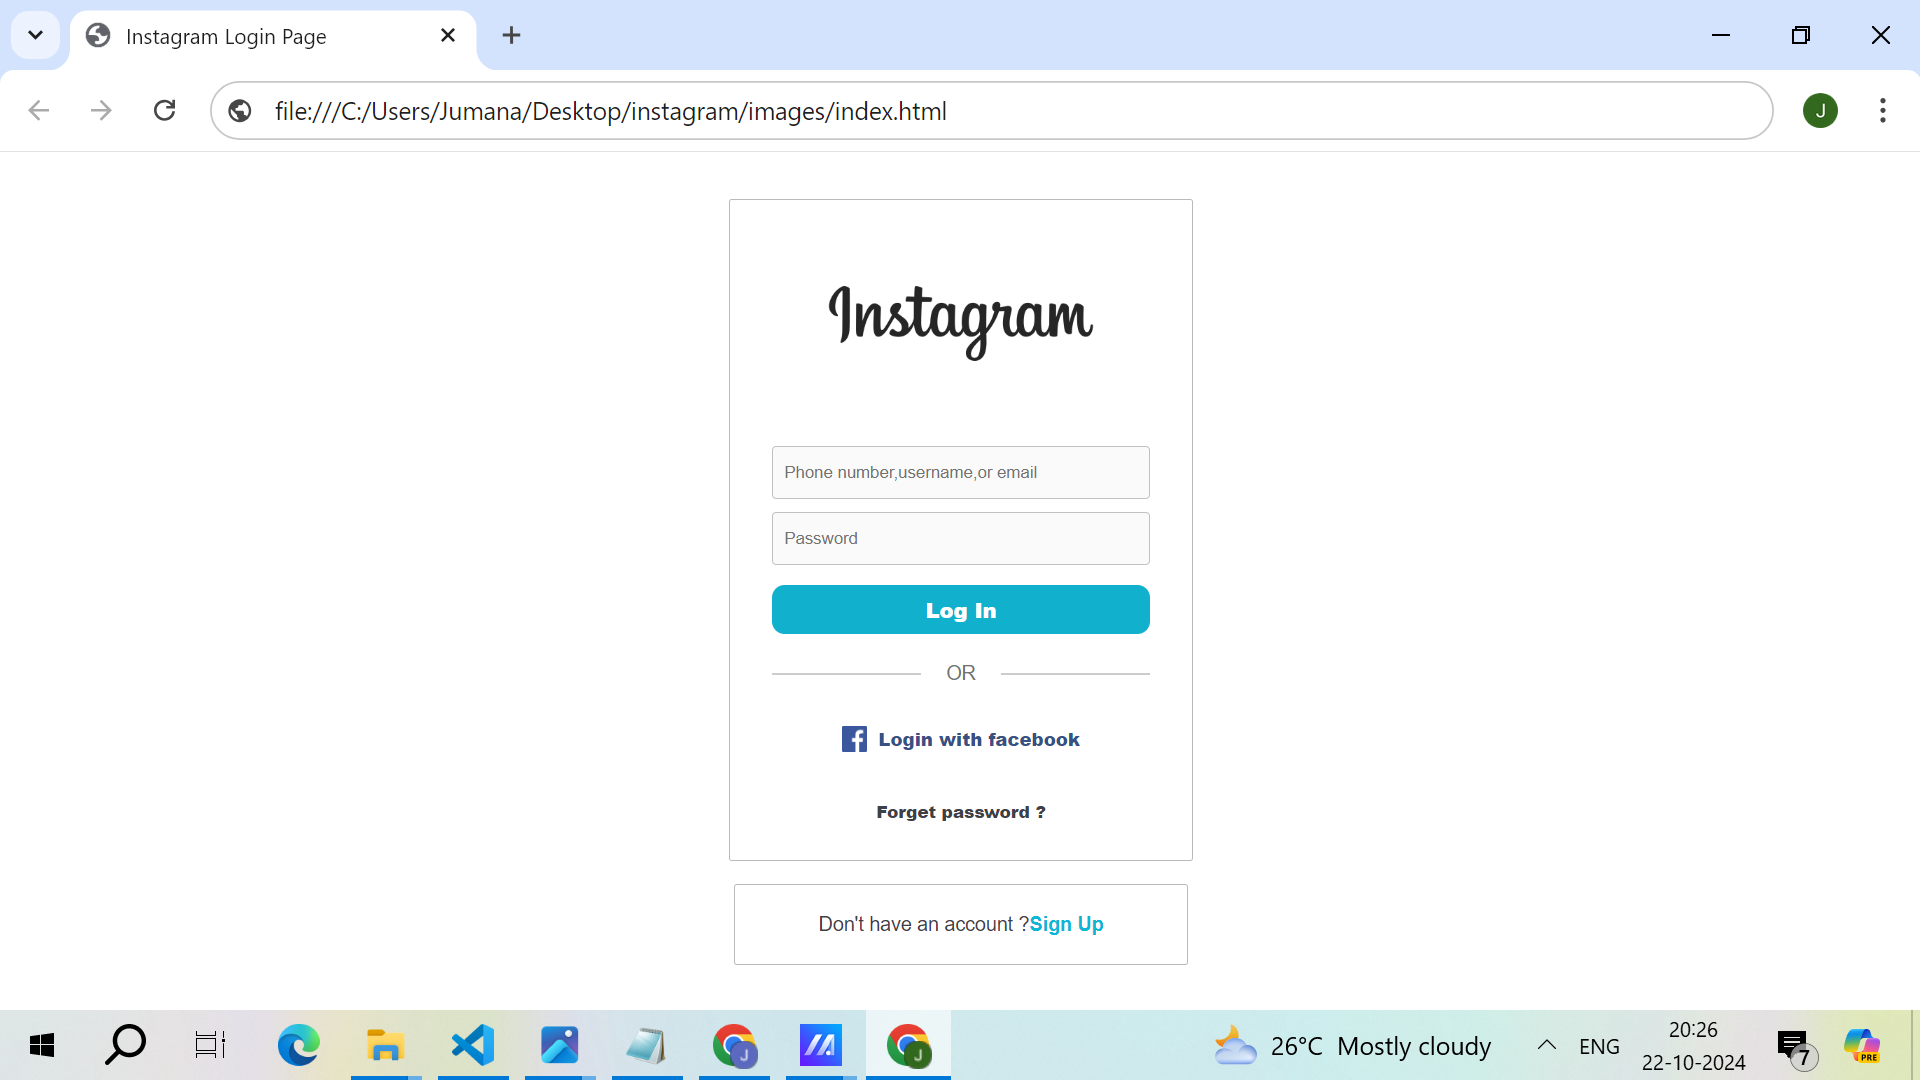 Instagram Login Page
file:///C:/Users/Jumana/Desktop/instagram/images/index.html
J
Instagram
Phone number,username,or email
Password
Log In
OR
Login with facebook
Forget password ?
Don't have an account ?Sign Up
J
J
26°C Mostly cloudy
ENG
20:26
22-10-2024
7
PRE